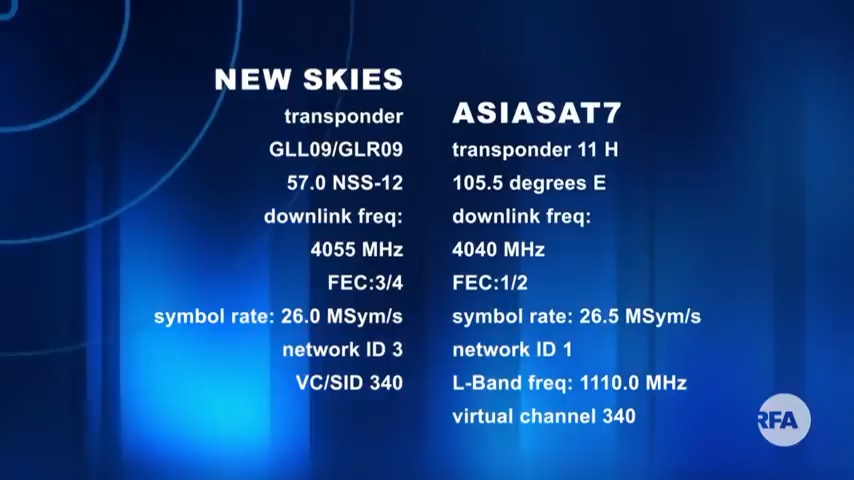 NEW SKIES
transponder
GLL09/GLR09
57.0 NSS-12
downlink freq:
4055 MHz
FEC:3/4
symbol rate: 26.0 MSym/s
network ID 3
VC/SID 340
ASIASAT7
transponder 11 H
105.5 degrees E
downlink freq:
4040 MHz
FEC:1/2
symbol rate: 26.5 MSym/s
network ID 1
L-Band freq: 1110.0 MHz
virtual channel 340
RFA